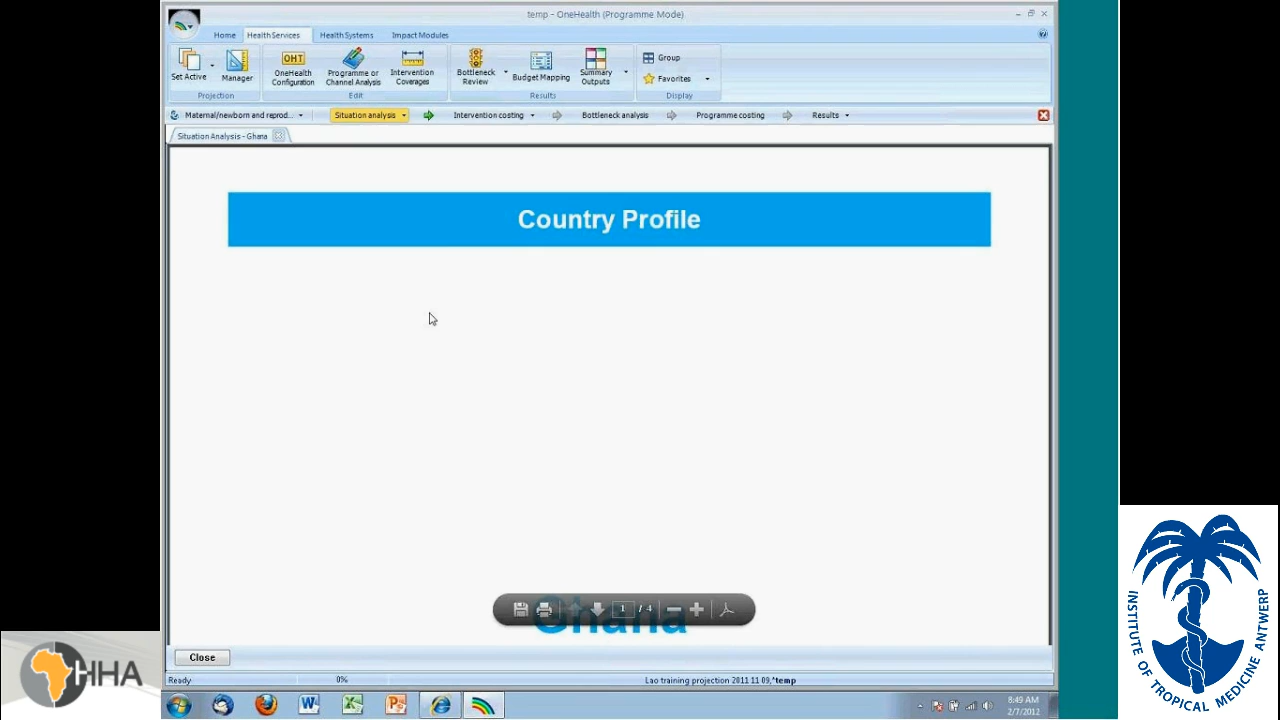 temp - OneHealth (Programme Mode)
Home Health Services Health Systems Impact Modules
Set Active Manager OHT OneHealth Configuration Programme or Channel Analysis Intervention Coverages Bottleneck Review Budget Mapping Summary Outputs Group Favorites
Projection Edit Results Display
Maternal/newborn and reprod... Situation analysis Intervention costing Bottleneck analysis Programme costing Results
Situation Analysis - Ghana
Country Profile
1 / 4
Ghana
Close
Ready 0% Lao training projection 2011 11 09,*temp
8:49 AM
2/7/2012
HHA
INSTITUTE OF TROPICAL MEDICINE ANTWERP